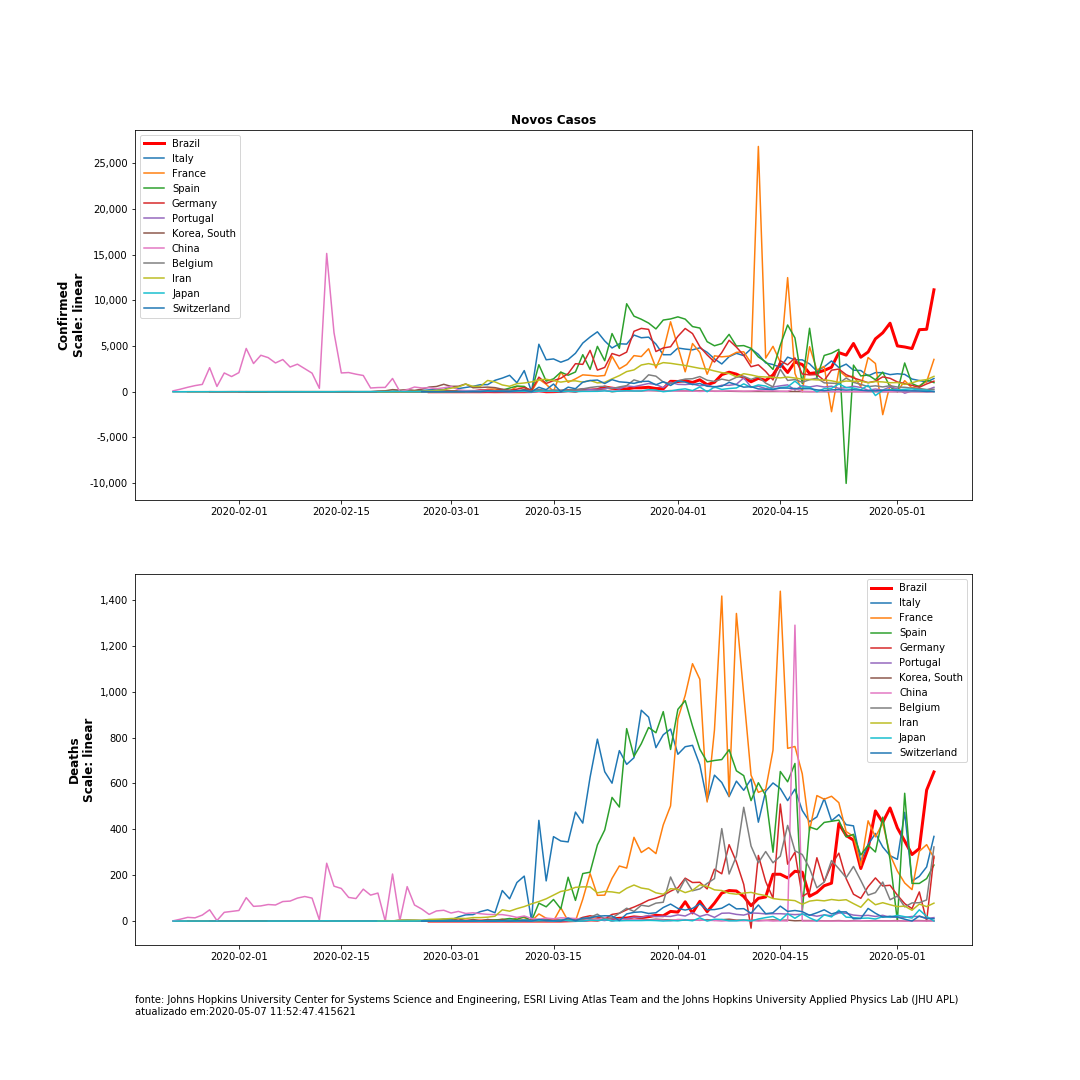 Novos Casos
Confirmed
Scale: linear
25,000
20,000
15,000
10,000
5,000
0
-5,000
-10,000
Brazil
Italy
France
Spain
Germany
Portugal
Korea, South
China
Belgium
Iran
Japan
Switzerland
2020-02-01
2020-02-15
2020-03-01
2020-03-15
2020-04-01
2020-04-15
2020-05-01
Deaths
Scale: linear
1,400
1,200
1,000
800
600
400
200
0
Brazil
Italy
France
Spain
Germany
Portugal
Korea, South
China
Belgium
Iran
Japan
Switzerland
2020-02-01
2020-02-15
2020-03-01
2020-03-15
2020-04-01
2020-04-15
2020-05-01
fonte: Johns Hopkins University Center for Systems Science and Engineering, ESRI Living Atlas Team and the Johns Hopkins University Applied Physics Lab (JHU APL)
atualizado em:2020-05-07 11:52:47.415621